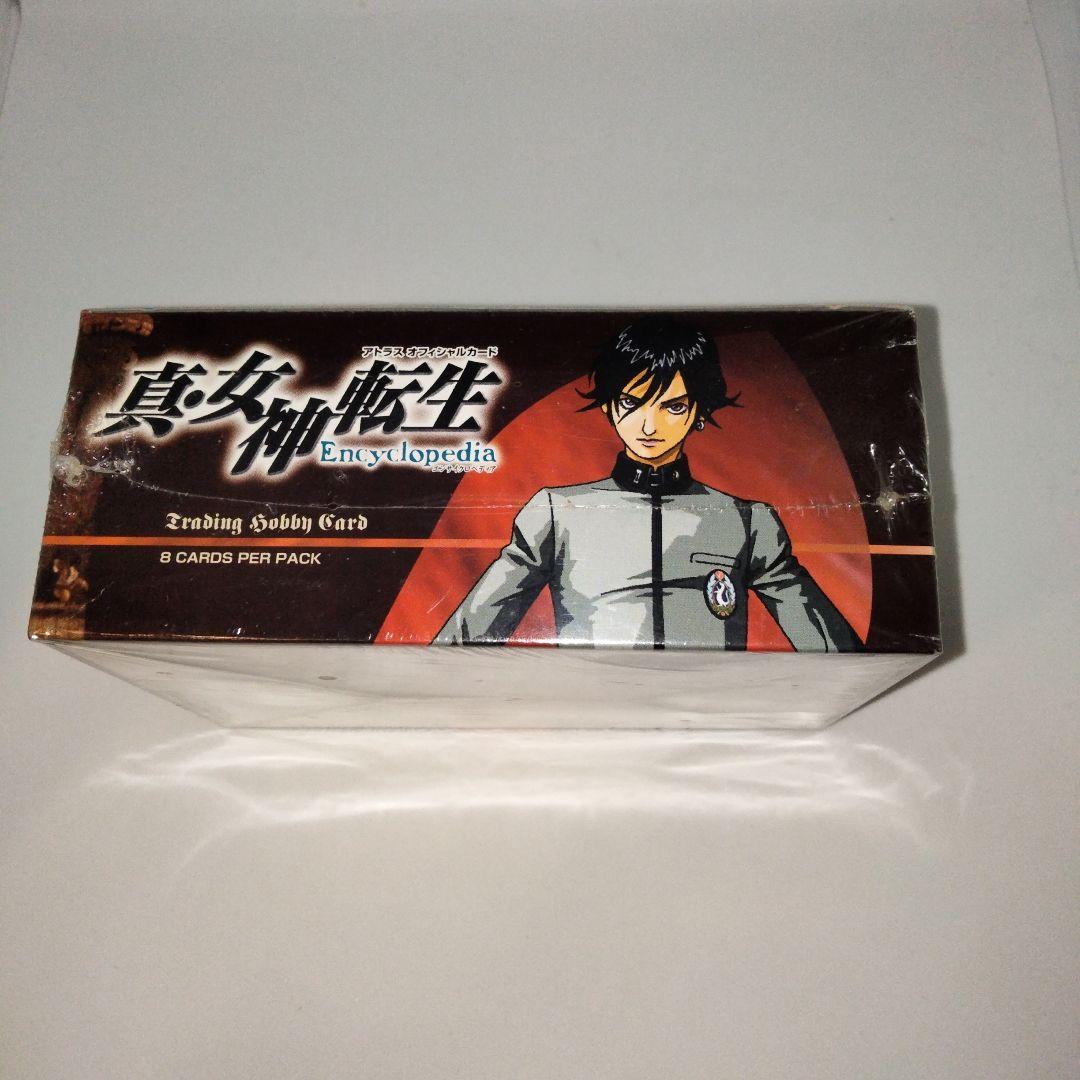 アトラス オフィシャルカード
真・女神転生
Encyclopedia
エンサイクロペディア
Trading Hobby Card
8 CARDS PER PACK